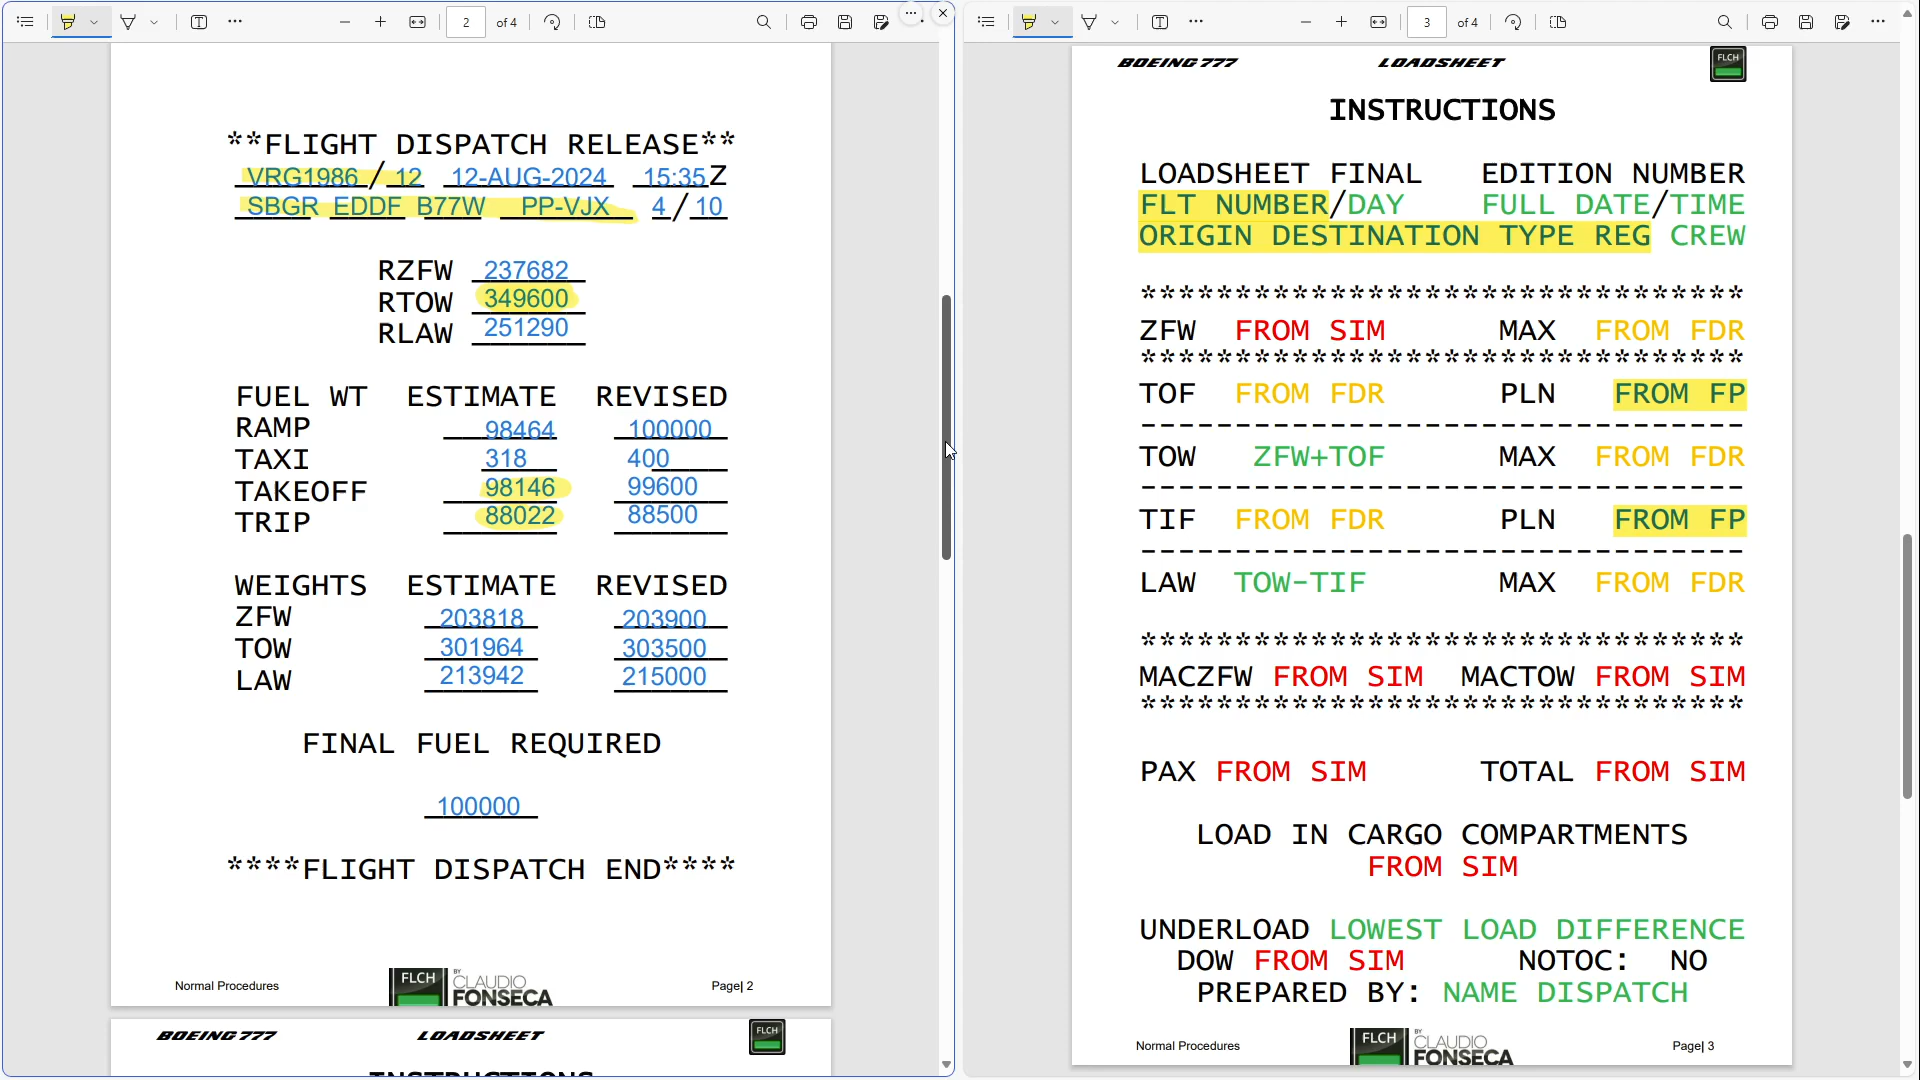 2 of 4
**FLIGHT DISPATCH RELEASE**
VRG1986/12 12-AUG-2024 15:35Z
SBGR EDDF B77W PP-VJX 4/10
RZFW 237682
RTOW 349600
RLAW 251290
FUEL WT ESTIMATE REVISED
RAMP 98464 100000
TAXI 318 400
TAKEOFF 98146 99600
TRIP 88022 88500
WEIGHTS ESTIMATE REVISED
ZFW 203818 203900
TOW 301964 303500
LAW 213942 215000
FINAL FUEL REQUIRED
100000
****FLIGHT DISPATCH END****
Normal Procedures FLCH BY CLAUDIO FONSECA Page| 2
BOEING 777 LOADSHEET FLCH
INSTRUCTIONS
3 of 4
BOEING 777 LOADSHEET FLCH
INSTRUCTIONS
LOADSHEET FINAL EDITION NUMBER
FLT NUMBER/DAY FULL DATE/TIME
ORIGIN DESTINATION TYPE REG CREW
********************************
ZFW FROM SIM MAX FROM FDR
********************************
TOF FROM FDR PLN FROM FP
--------------------------------
TOW ZFW+TOF MAX FROM FDR
--------------------------------
TIF FROM FDR PLN FROM FP
--------------------------------
LAW TOW-TIF MAX FROM FDR
********************************
MACZFW FROM SIM MACTOW FROM SIM
********************************
PAX FROM SIM TOTAL FROM SIM
LOAD IN CARGO COMPARTMENTS
FROM SIM
UNDERLOAD LOWEST LOAD DIFFERENCE
DOW FROM SIM NOTOC: NO
PREPARED BY: NAME DISPATCH
Normal Procedures FLCH BY CLAUDIO FONSECA Page| 3